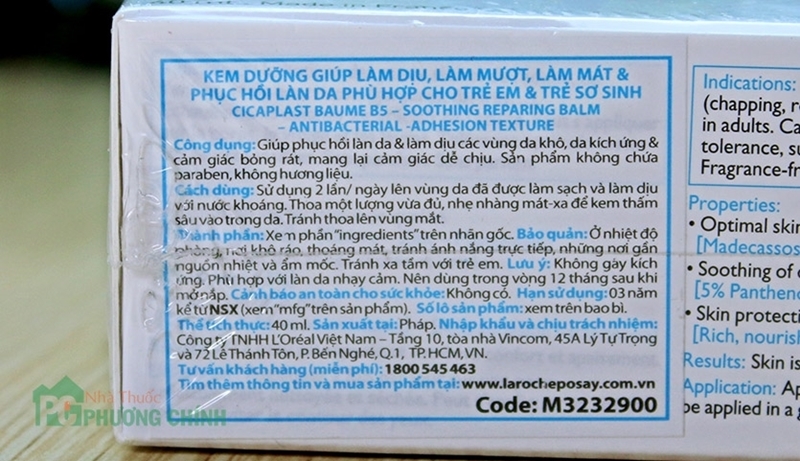 KEM DƯỠNG GIÚP LÀM DỊU, LÀM MƯỢT, LÀM MÁT &
PHỤC HỒI LÀN DA PHÙ HỢP CHO TRẺ EM & TRẺ SƠ SINH
CICAPLAST BAUME B5 – SOOTHING REPARING BALM
– ANTIBACTERIAL -ADHESION TEXTURE
Công dụng: Giúp phục hồi làn da & làm dịu các vùng da khô, da kích ứng &
cảm giác bỏng rát, mang lại cảm giác dễ chịu. Sản phẩm không chứa
paraben, không hương liệu.
Cách dùng: Sử dụng 2 lần/ ngày lên vùng da đã được làm sạch và làm dịu
với nước khoáng. Thoa một lượng vừa đủ, nhẹ nhàng mát-xa để kem thấm
sâu vào trong da. Tránh thoa lên vùng mắt.
Thành phần: Xem phần "ingredients" trên nhãn gốc. Bảo quản: Ở nhiệt độ
phòng, nơi khô ráo, thoáng mát, tránh ánh nắng trực tiếp, những nơi gần
nguồn nhiệt và ẩm mốc. Tránh xa tầm với trẻ em. Lưu ý: Không gây kích
ứng. Phù hợp với làn da nhạy cảm. Nên dùng trong vòng 12 tháng sau khi
mở nắp. Cảnh báo an toàn cho sức khỏe: Không có. Hạn sử dụng: 03 năm
kể từ NSX (xem "mfg" trên sản phẩm). Số lô sản phẩm: xem trên bao bì.
Thể tích thực: 40 ml. Sản xuất tại: Pháp. Nhập khẩu và chịu trách nhiệm:
Công ty TNHH L'Oréal Việt Nam – Tầng 10, tòa nhà Vincom, 45A Lý Tự Trọng
và 72 Lê Thánh Tôn, P. Bến Nghé, Q.1, TP.HCM, VN.
Tư vấn khách hàng (miễn phí): 1800 545 463
Tìm thêm thông tin và mua sản phẩm tại: www.larocheposay.com.vn
Code: M3232900
Indications:
(chapping, r
in adults. Ca
tolerance, su
Fragrance-fr
Properties:
• Optimal skin
[Madecassos
• Soothing of
[5% Panthen
• Skin protecti
[Rich, nourish
Results: Skin is
Application: Ap
be applied in a
Nhà Thuốc
PHƯƠNG CHINH